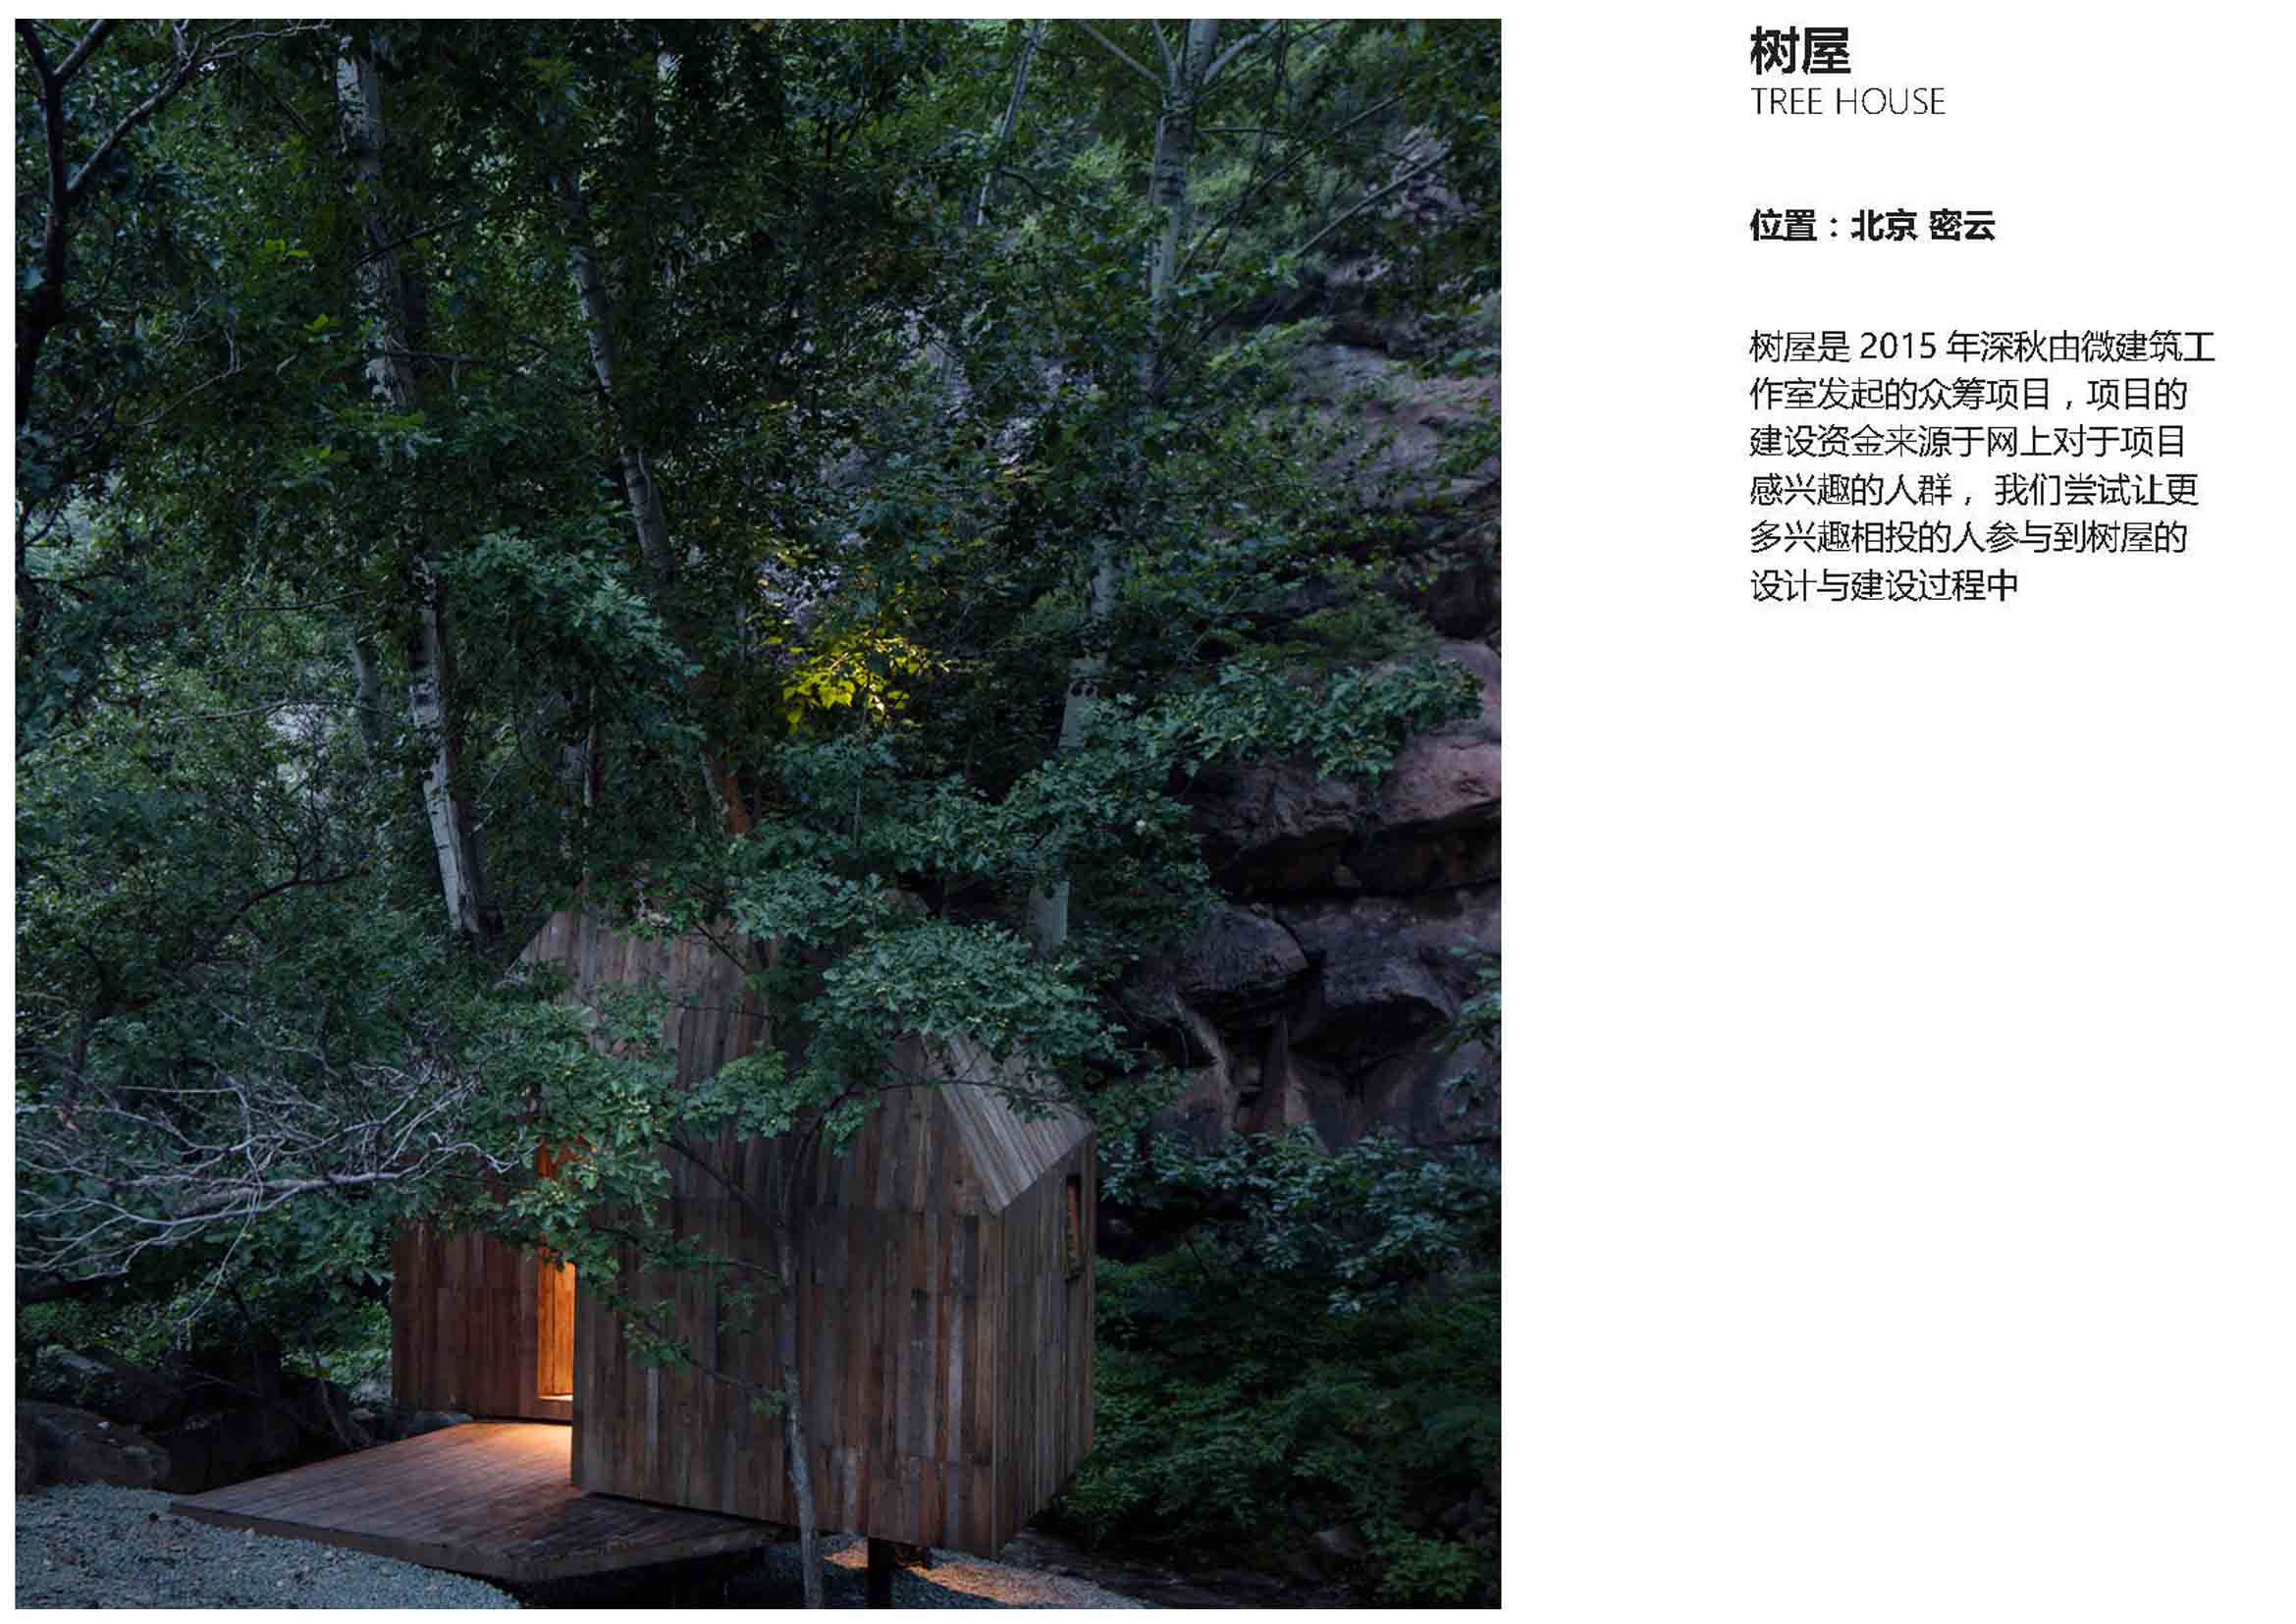 树屋
TREE HOUSE
位置：北京 密云
树屋是 2015 年深秋由微建筑工
作室发起的众筹项目，项目的
建设资金来源于网上对于项目
感兴趣的人群， 我们尝试让更
多兴趣相投的人参与到树屋的
设计与建设过程中